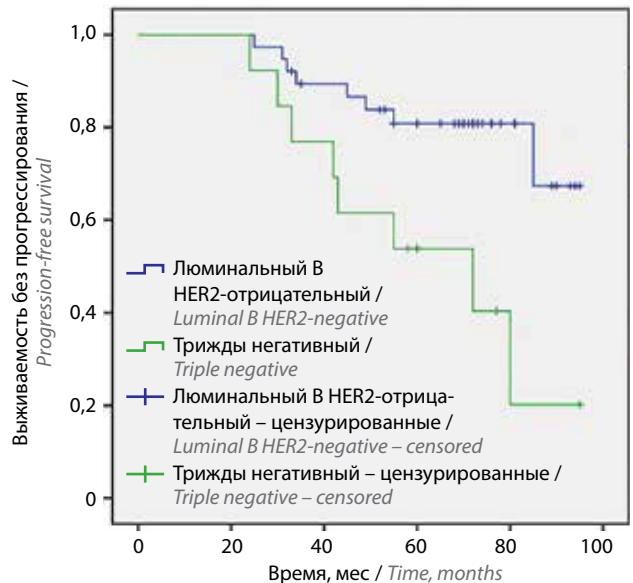 Выживаемость без прогрессирования /
Progression-free survival
1,0
0,8
0,6
0,4
0,2
0
Люминальный В
HER2-отрицательный /
Luminal B HER2-negative
Трижды негативный /
Triple negative
Люминальный В HER2-отрица-
тельный – цензурированные /
Luminal B HER2-negative – censored
Трижды негативный – цензурированные /
Triple negative – censored
0 20 40 60 80 100
Время, мес / Time, months